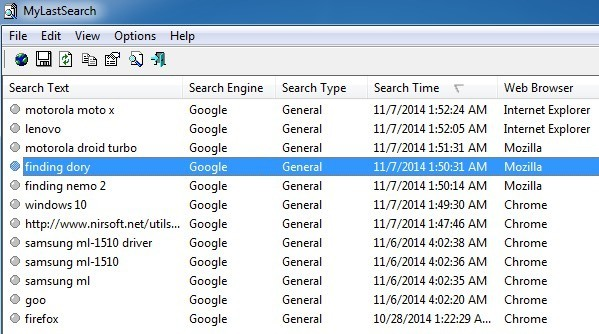 MyLastSearch
File Edit View Options Help
Search Text Search Engine Search Type Search Time Web Browser
motorola moto x Google General 11/7/2014 1:52:24 AM Internet Explorer
lenovo Google General 11/7/2014 1:52:05 AM Internet Explorer
motorola droid turbo Google General 11/7/2014 1:51:31 AM Mozilla
finding dory Google General 11/7/2014 1:50:31 AM Mozilla
finding nemo 2 Google General 11/7/2014 1:50:14 AM Mozilla
windows 10 Google General 11/7/2014 1:49:30 AM Chrome
http://www.nirsoft.net/utils... Google General 11/7/2014 1:47:46 AM Chrome
samsung ml-1510 driver Google General 11/6/2014 4:02:38 AM Chrome
samsung ml-1510 Google General 11/6/2014 4:02:36 AM Chrome
samsung ml Google General 11/6/2014 4:02:35 AM Chrome
goo Google General 11/6/2014 4:02:20 AM Chrome
firefox Google General 10/28/2014 1:22:29 A... Chrome